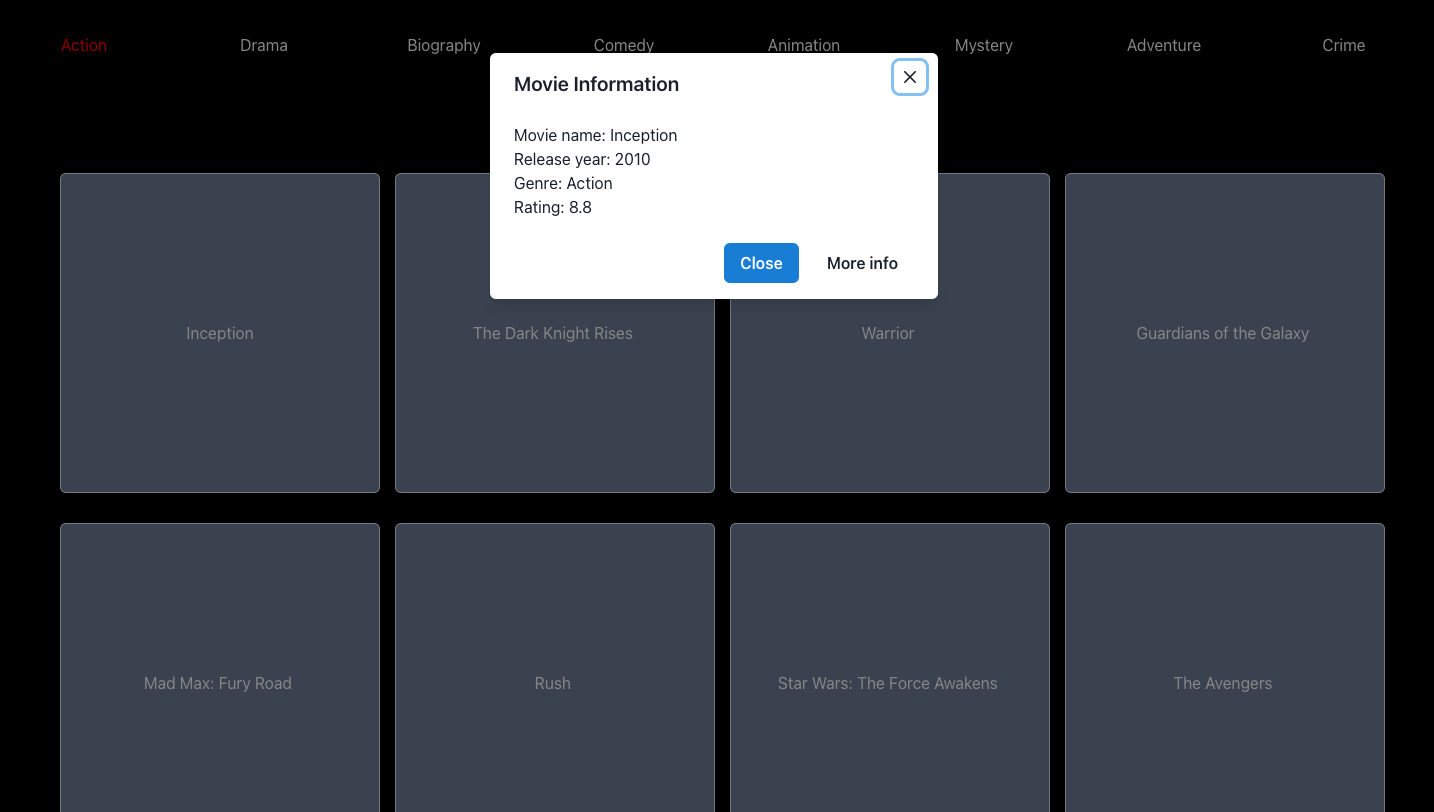 Action Drama Biography Comedy Animation Mystery Adventure Crime
Movie Information
Movie name: Inception
Release year: 2010
Genre: Action
Rating: 8.8
Close More info
Inception The Dark Knight Rises Warrior Guardians of the Galaxy
Mad Max: Fury Road Rush Star Wars: The Force Awakens The Avengers